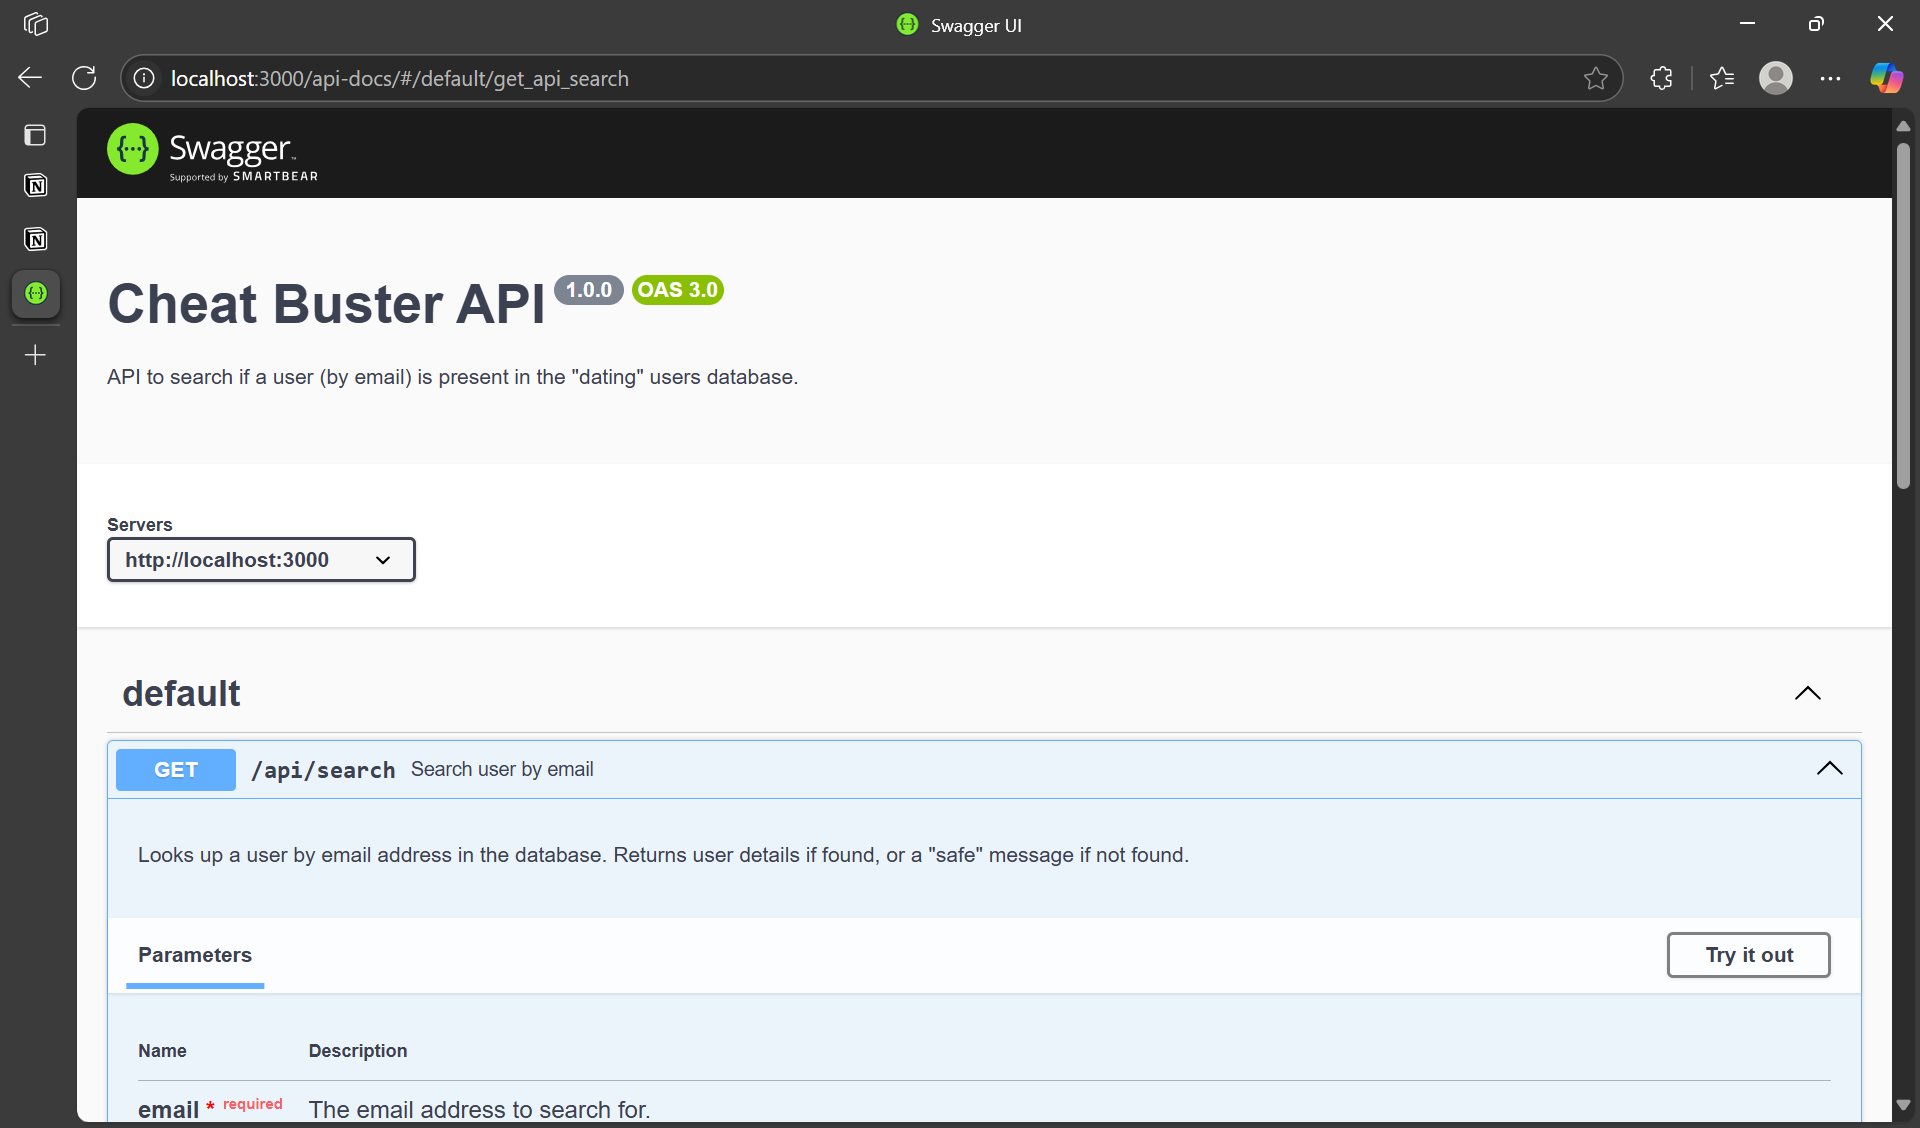 Swagger UI
localhost:3000/api-docs/#/default/get_api_search
Swagger
Supported by SMARTBEAR
Cheat Buster API 1.0.0 OAS 3.0
API to search if a user (by email) is present in the "dating" users database.
Servers
http://localhost:3000
default
GET /api/search Search user by email
Looks up a user by email address in the database. Returns user details if found, or a "safe" message if not found.
Parameters Try it out
Name Description
email * required The email address to search for.